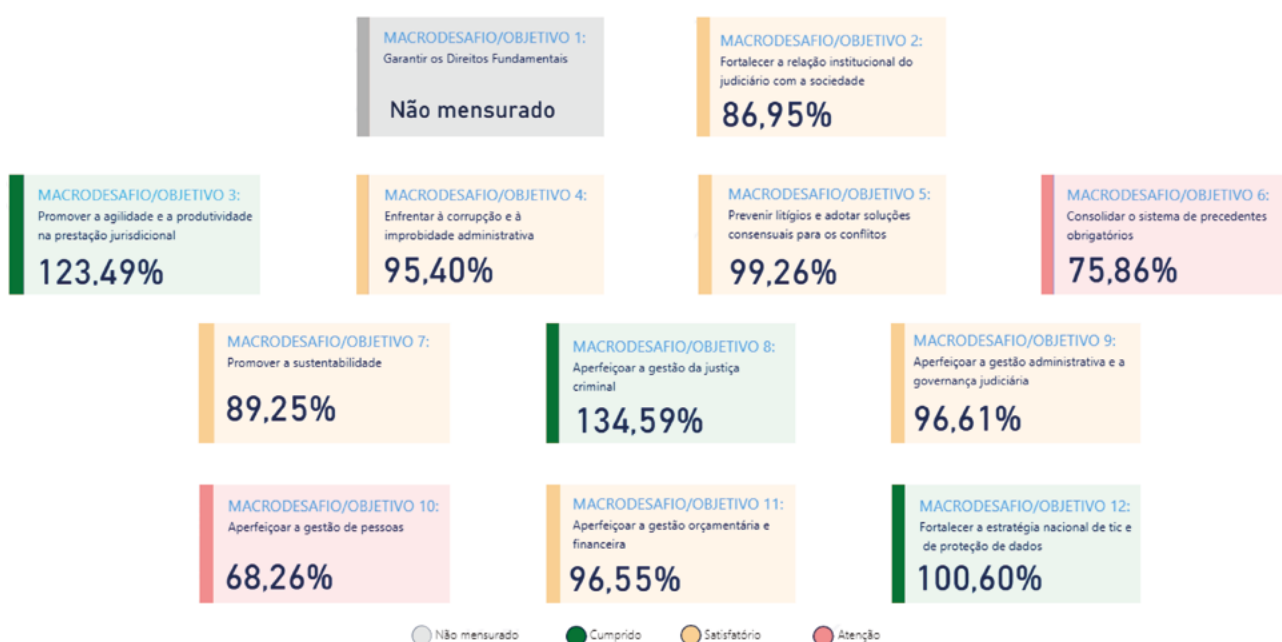 MACRODESAFIO/OBJETIVO 1:
Garantir os Direitos Fundamentais
Não mensurado
MACRODESAFIO/OBJETIVO 2:
Fortalecer a relação institucional do
judiciário com a sociedade
86,95%
MACRODESAFIO/OBJETIVO 3:
Promover a agilidade e a produtividade
na prestação jurisdicional
123,49%
MACRODESAFIO/OBJETIVO 4:
Enfrentar à corrupção e à
improbidade administrativa
95,40%
MACRODESAFIO/OBJETIVO 5:
Prevenir litígios e adotar soluções
consensuais para os conflitos
99,26%
MACRODESAFIO/OBJETIVO 6:
Consolidar o sistema de precedentes
obrigatórios
75,86%
MACRODESAFIO/OBJETIVO 7:
Promover a sustentabilidade
89,25%
MACRODESAFIO/OBJETIVO 8:
Aperfeiçoar a gestão da justiça
criminal
134,59%
MACRODESAFIO/OBJETIVO 9:
Aperfeiçoar a gestão administrativa e a
governança judiciária
96,61%
MACRODESAFIO/OBJETIVO 10:
Aperfeiçoar a gestão de pessoas
68,26%
MACRODESAFIO/OBJETIVO 11:
Aperfeiçoar a gestão orçamentária e
financeira
96,55%
MACRODESAFIO/OBJETIVO 12:
Fortalecer a estratégia nacional de tic e
de proteção de dados
100,60%
Não mensurado
Cumprido
Satisfatório
Atenção